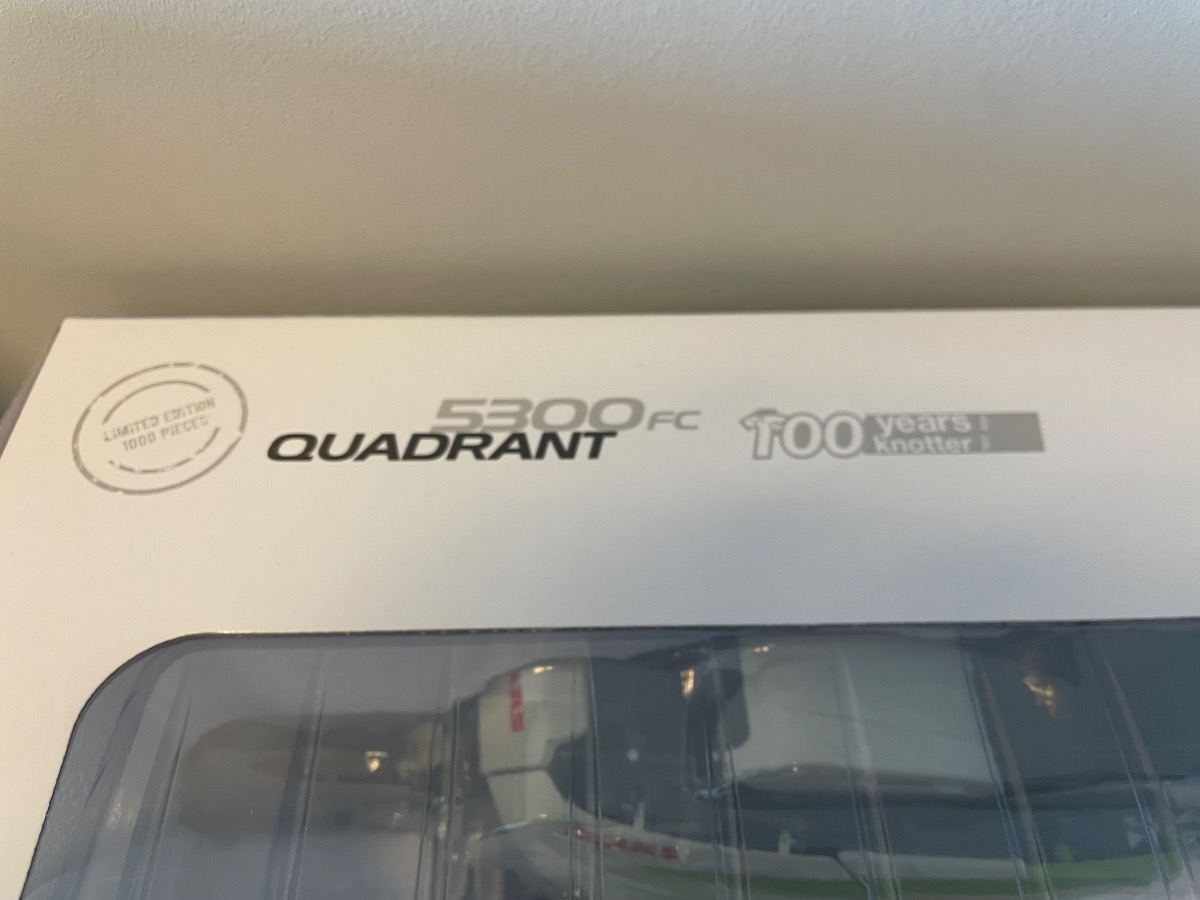 LIMITED EDITION
1000 PIECES
5300 FC
QUADRANT
100 years
knotter